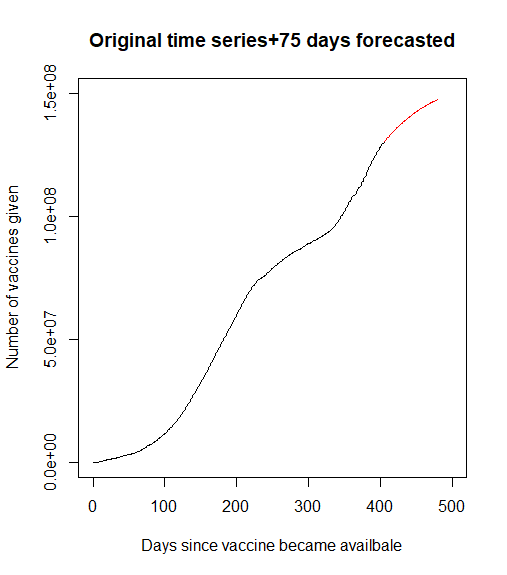 Original time series+75 days forecasted
Number of vaccines given
1.5e+08
1.0e+08
5.0e+07
0.0e+00
0 100 200 300 400 500
Days since vaccine became availbale